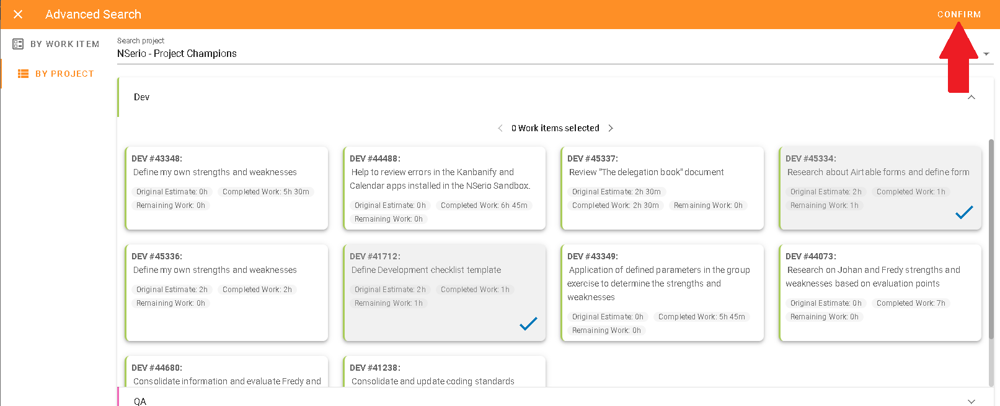 Advanced Search
CONFIRM
BY WORK ITEM
BY PROJECT
Search project
NSerio - Project Champions
Dev
0 Work items selected
DEV #43348:
Define my own strengths and weaknesses
Original Estimate: 0h Completed Work: 5h 30m
Remaining Work: 0h
DEV #44488:
Help to review errors in the Kanbanify and
Calendar apps installed in the NSerio Sandbox.
Original Estimate: 0h Completed Work: 6h 45m
Remaining Work: 0h
DEV #45337:
Review "The delegation book" document
Original Estimate: 2h 30m
Completed Work: 2h 30m Remaining Work: 0h
DEV #45334:
Research about Airtable forms and define form
Original Estimate: 2h Completed Work: 1h
Remaining Work: 1h
DEV #45336:
Define my own strengths and weaknesses
Original Estimate: 2h Completed Work: 2h
Remaining Work: 0h
DEV #41712:
Define Development checklist template
Original Estimate: 2h Completed Work: 1h
Remaining Work: 1h
DEV #43349:
Application of defined parameters in the group
exercise to determine the strengths and
weaknesses
Original Estimate: 0h Completed Work: 5h 45m
Remaining Work: 0h
DEV #44073:
Research on Johan and Fredy strengths and
weaknesses based on evaluation points
Original Estimate: 0h Completed Work: 7h
Remaining Work: 0h
DEV #44680:
Consolidate information and evaluate Fredy and
DEV #41238:
Consolidate and update coding standards
QA